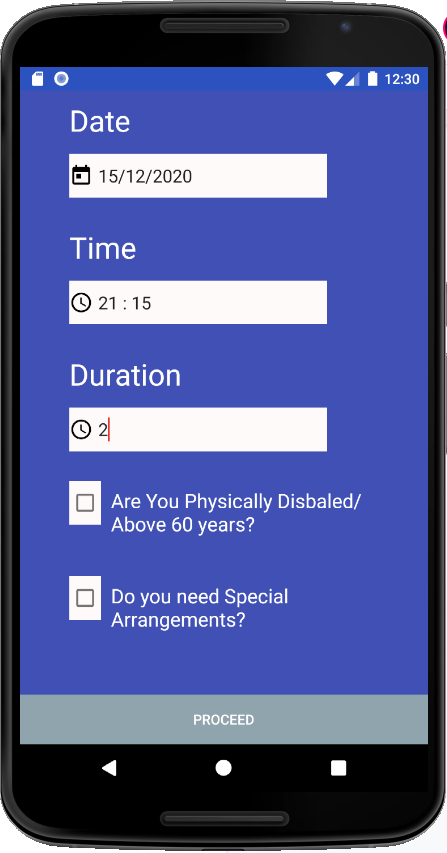 12:30
Date
15/12/2020
Time
21 : 15
Duration
2
Are You Physically Disbaled/
Above 60 years?
Do you need Special
Arrangements?
PROCEED